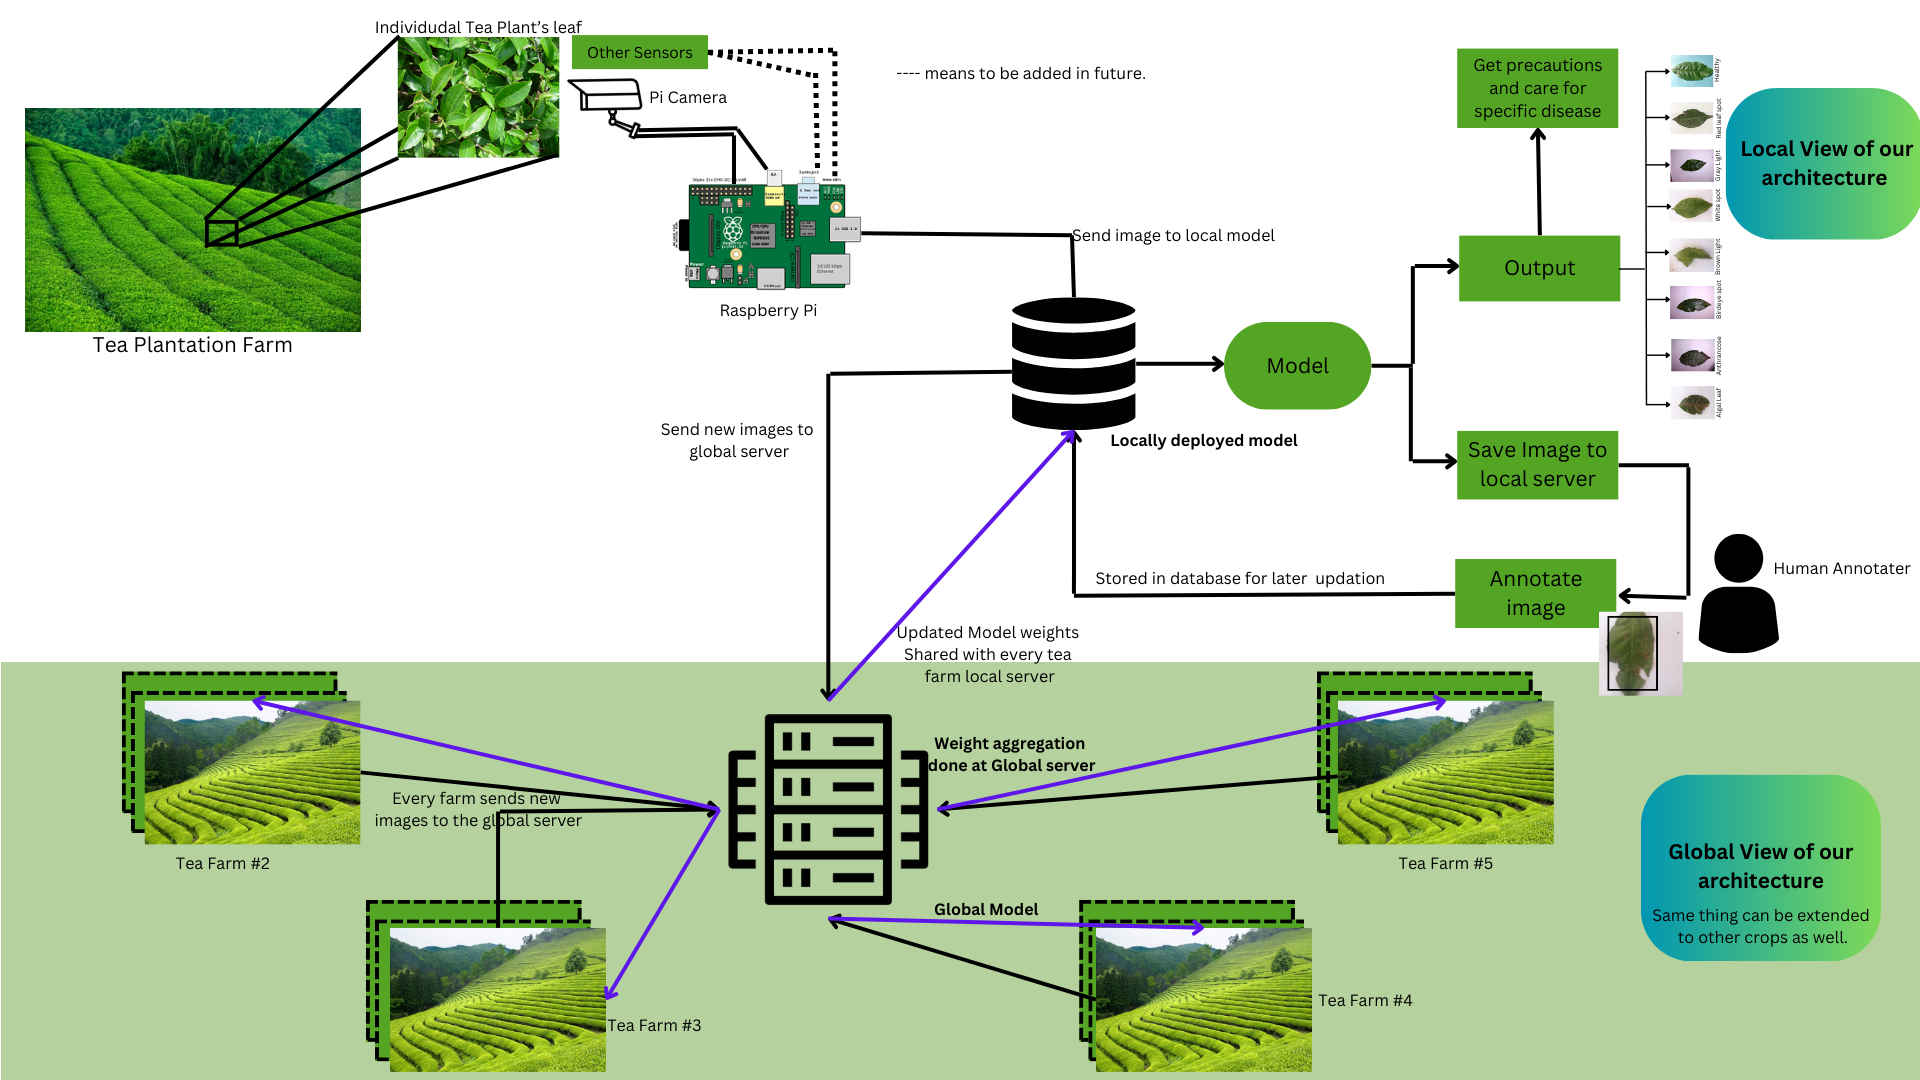 Individudal Tea Plant’s leaf
Other Sensors
Pi Camera
---- means to be added in future.
Get precautions
and care for
specific disease
Healthy
Red leaf spot
Gray Light
White spot
Brown Light
Birdeye spot
Anthrancose
Algal Leaf
Local View of our
architecture
Tea Plantation Farm
Raspberry Pi
Send image to local model
Output
Model
Locally deployed model
Send new images to
global server
Save Image to
local server
Stored in database for later updation
Annotate
image
Human Annotater
Updated Model weights
Shared with every tea
farm local server
Weight aggregation
done at Global server
Every farm sends new
images to the global server
Tea Farm #2
Tea Farm #5
Global View of our
architecture
Same thing can be extended
to other crops as well.
Global Model
Tea Farm #3
Tea Farm #4